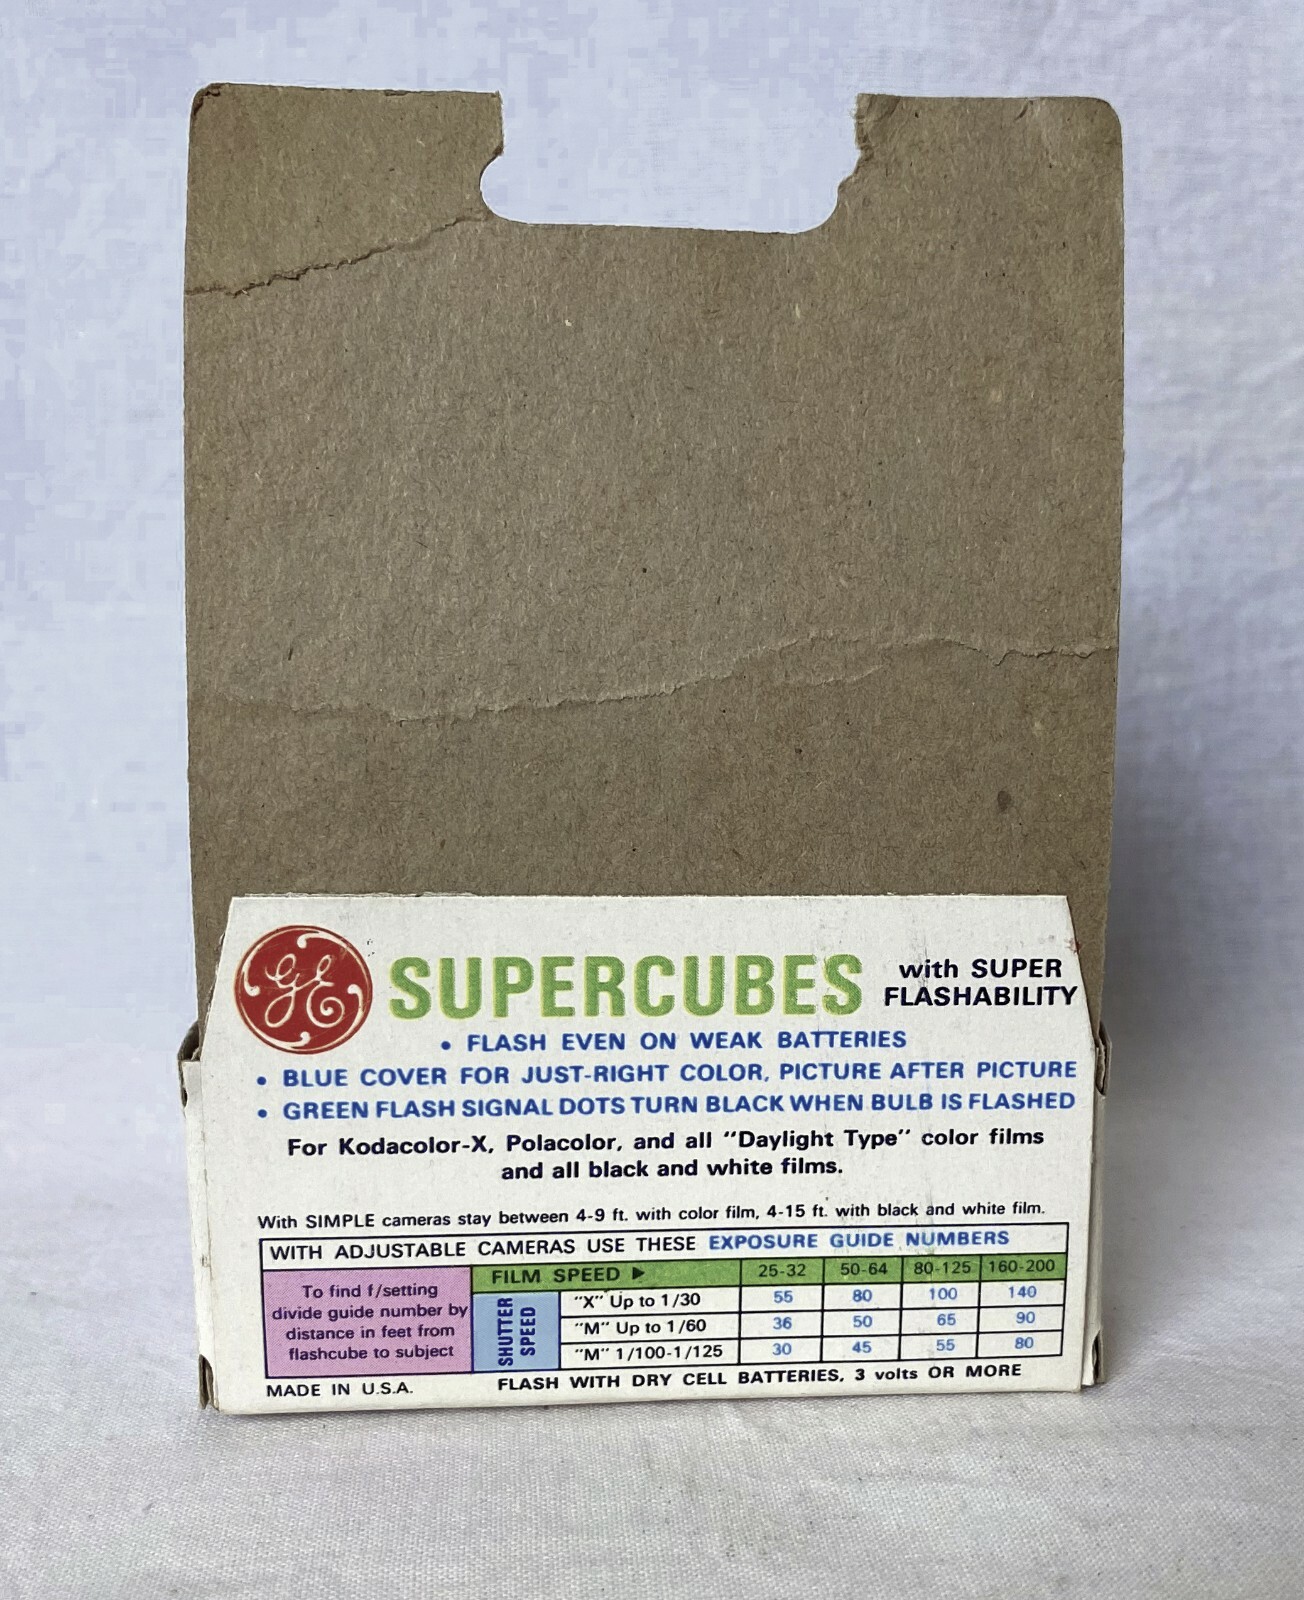 GE
SUPERCUBES
with SUPER
FLASHABILITY
• FLASH EVEN ON WEAK BATTERIES
• BLUE COVER FOR JUST-RIGHT COLOR, PICTURE AFTER PICTURE
• GREEN FLASH SIGNAL DOTS TURN BLACK WHEN BULB IS FLASHED
For Kodacolor-X, Polacolor, and all "Daylight Type" color films
and all black and white films.
With SIMPLE cameras stay between 4-9 ft. with color film, 4-15 ft. with black and white film.
WITH ADJUSTABLE CAMERAS USE THESE EXPOSURE GUIDE NUMBERS
To find f/setting
divide guide number by
distance in feet from
flashcube to subject
FILM SPEED ▶ 25-32 50-64 80-125 160-200
SHUTTER
SPEED
"X" Up to 1/30 55 80 100 140
"M" Up to 1/60 36 50 65 90
"M" 1/100-1/125 30 45 55 80
MADE IN U.S.A.
FLASH WITH DRY CELL BATTERIES, 3 volts OR MORE